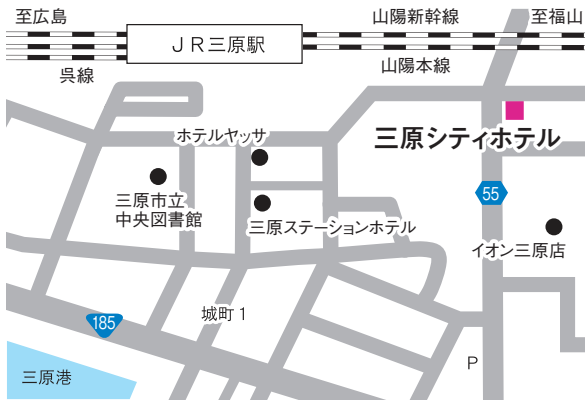 至広島
山陽新幹線
至福山
JR三原駅
呉線
山陽本線
ホテルヤッサ
三原シティホテル
三原市立
中央図書館
55
三原ステーションホテル
イオン三原店
城町1
185
P
三原港